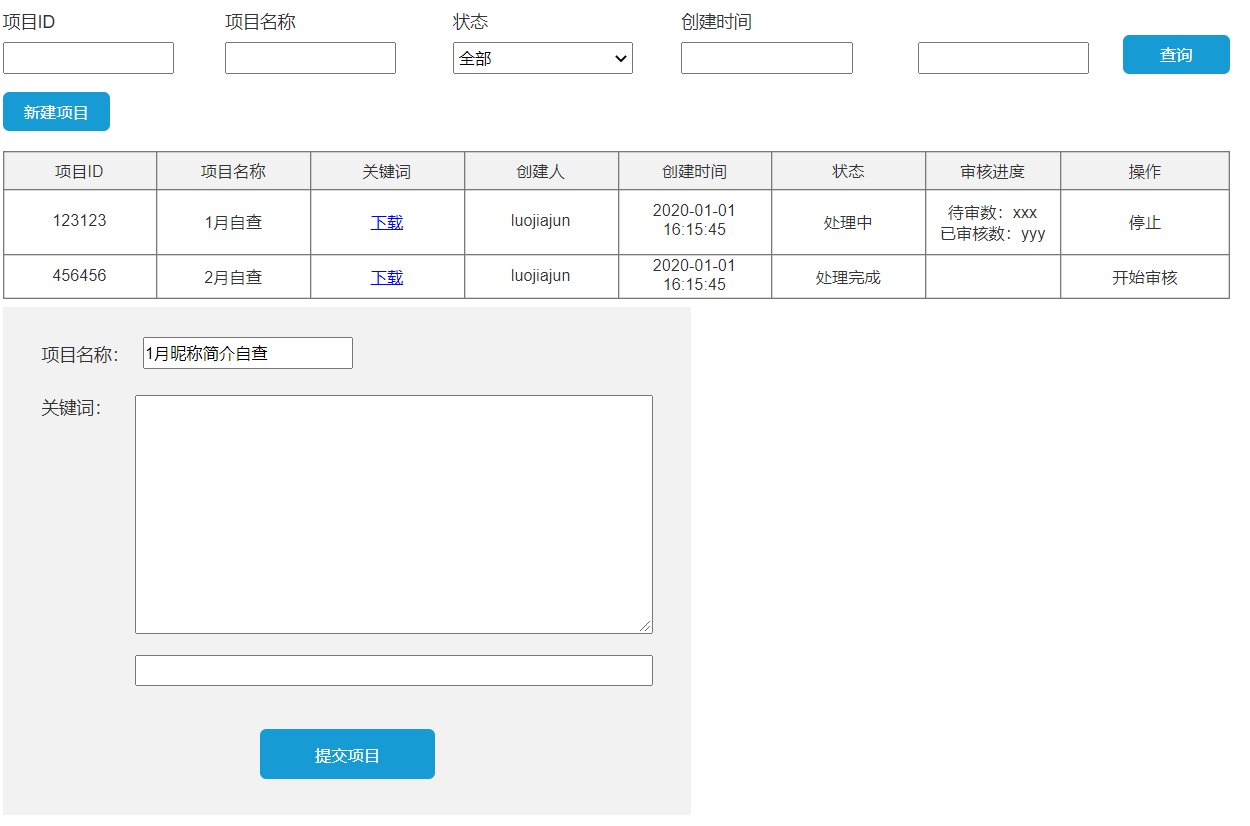 项目ID 项目名称 状态 创建时间
全部 查询
新建项目
项目ID 项目名称 关键词 创建人 创建时间 状态 审核进度 操作
123123 1月自查 下载 luojiajun 2020-01-01 16:15:45 处理中 待审数：xxx 已审核数：yyy 停止
456456 2月自查 下载 luojiajun 2020-01-01 16:15:45 处理完成 开始审核
项目名称： 1月昵称简介自查
关键词：
提交项目